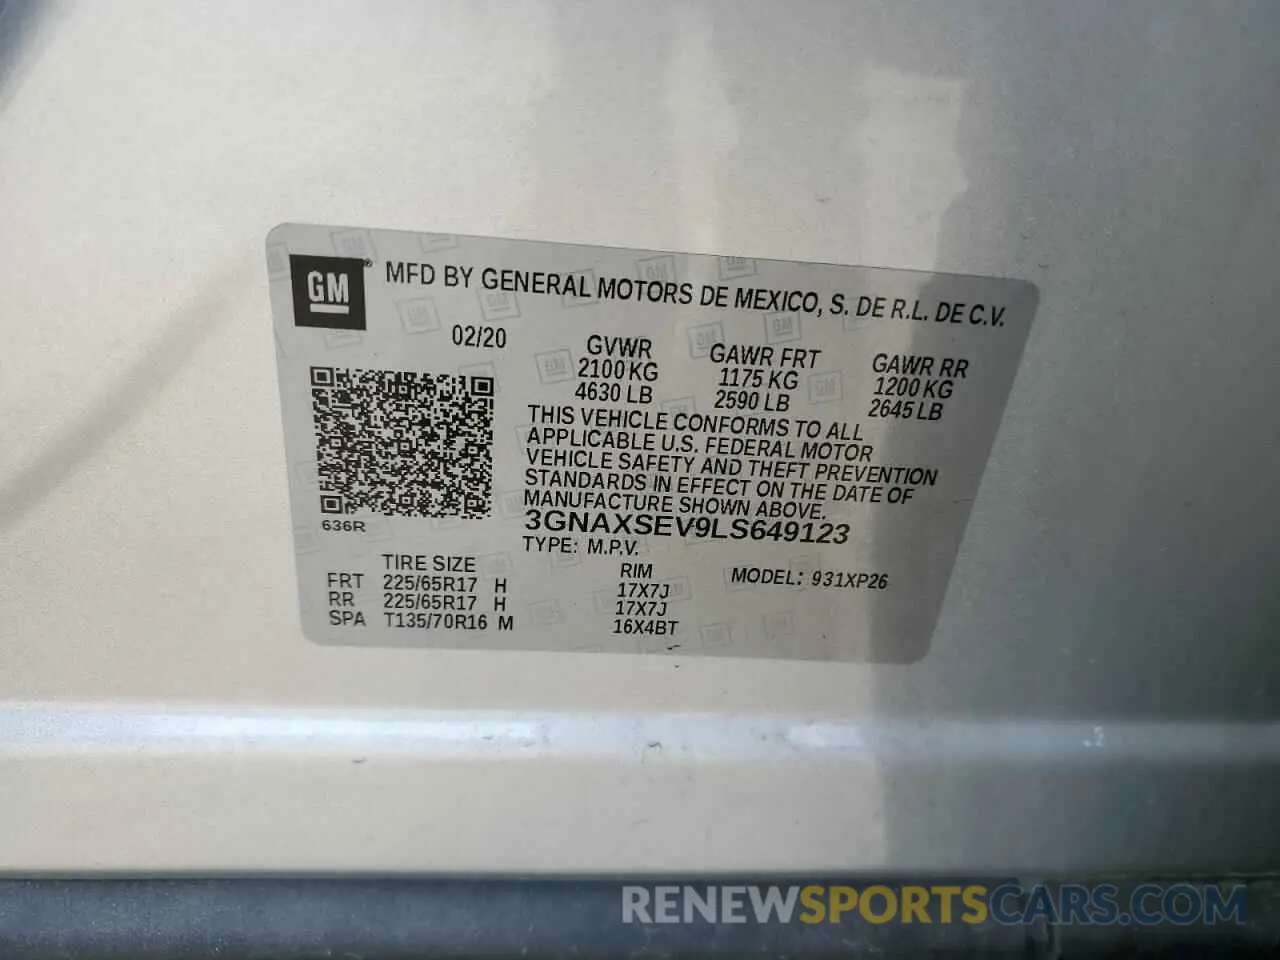 GM® MFD BY GENERAL MOTORS DE MEXICO, S. DE R.L. DE C.V.
02/20
GVWR GAWR FRT GAWR RR
2100 KG 1175 KG 1200 KG
4630 LB 2590 LB 2645 LB
THIS VEHICLE CONFORMS TO ALL
APPLICABLE U.S. FEDERAL MOTOR
VEHICLE SAFETY AND THEFT PREVENTION
STANDARDS IN EFFECT ON THE DATE OF
MANUFACTURE SHOWN ABOVE.
636R
3GNAXSEV9LS649123
TYPE: M.P.V.
TIRE SIZE RIM MODEL: 931XP26
FRT 225/65R17 H 17X7J
RR 225/65R17 H 17X7J
SPA T135/70R16 M 16X4BT
RENEWSPORTSCARS.COM